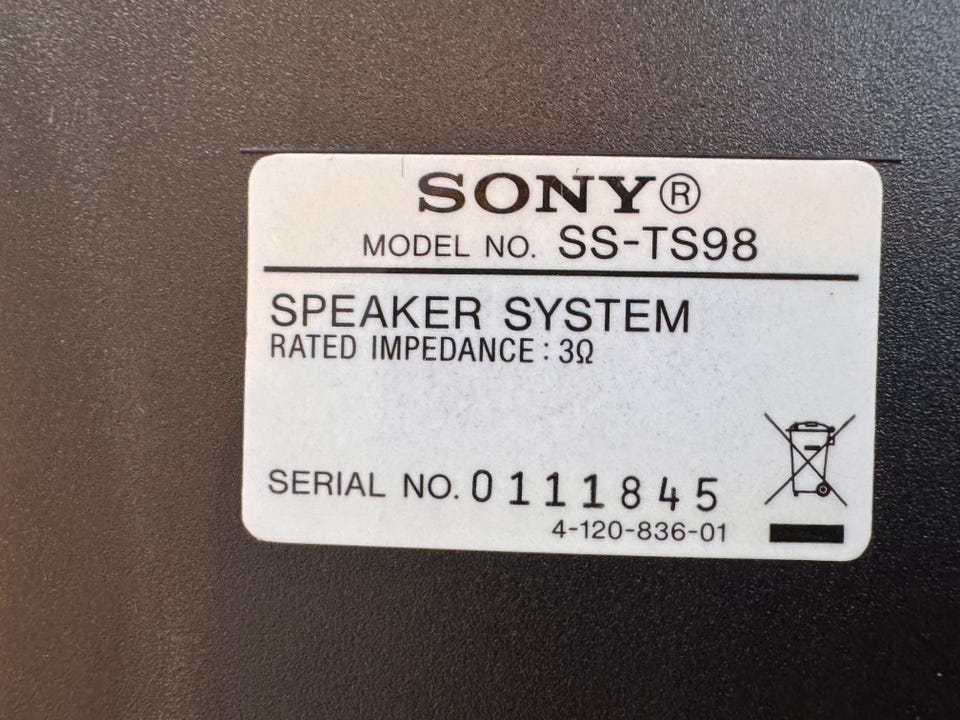 SONY®
MODEL NO. SS-TS98
SPEAKER SYSTEM
RATED IMPEDANCE : 3Ω
SERIAL NO. 0111845
4-120-836-01